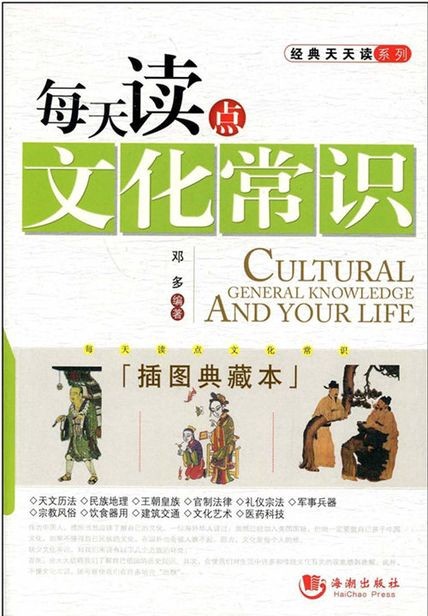 经典天天读系列
每天读点
文化常识
邓多编著
CULTURAL
GENERAL KNOWLEDGE
AND YOUR LIFE
每天读点文化常识
「插图典藏本」
◇天文历法◇民族地理◇王朝皇族◇官制法律◇礼仪宗法◇军事兵器
◇宗教风俗◇饮食器用◇建筑交通◇文化艺术◇医药科技
海潮出版社
HaiChao Press